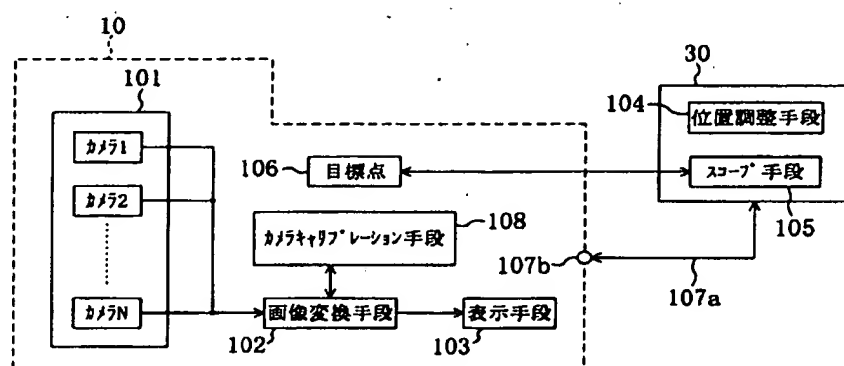 10
101
カメラ1
カメラ2
カメラN
106
目標点
カメラキャリブレーション手段
108
画像変換手段
102
表示手段
103
30
104
位置調整手段
スコープ手段
105
107b
107a